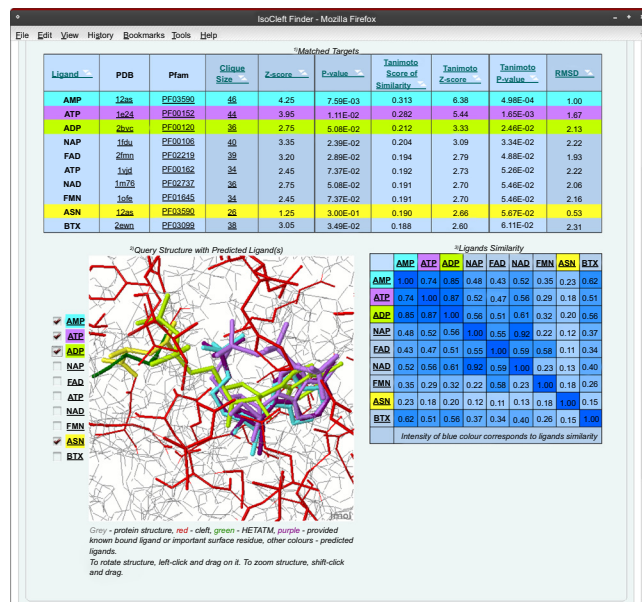 IsoCleft Finder - Mozilla Firefox
File Edit View History Bookmarks Tools Help
1)Matched Targets
Ligand PDB Pfam Clique Size Z-score P-value Tanimoto Score of Similarity Tanimoto Z-score Tanimoto P-value RMSD
AMP 12as PF03590 46 4.25 7.59E-03 0.313 6.38 4.98E-04 1.00
ATP 1e24 PF00152 44 3.95 1.11E-02 0.282 5.44 1.65E-03 1.67
ADP 2bvc PF00120 36 2.75 5.08E-02 0.212 3.33 2.46E-02 2.13
NAP 1fdu PF00106 40 3.35 2.39E-02 0.204 3.09 3.34E-02 2.22
FAD 2fmn PF02219 39 3.20 2.89E-02 0.194 2.79 4.88E-02 1.93
ATP 1vjd PF00162 34 2.45 7.37E-02 0.192 2.73 5.26E-02 2.22
NAD 1m76 PF02737 36 2.75 5.08E-02 0.191 2.70 5.46E-02 2.06
FMN 1ofe PF01645 34 2.45 7.37E-02 0.191 2.70 5.46E-02 2.16
ASN 12as PF03590 26 1.25 3.00E-01 0.190 2.66 5.67E-02 0.53
BTX 2ewn PF03099 38 3.05 3.49E-02 0.188 2.60 6.11E-02 2.31
2)Query Structure with Predicted Ligand(s)
AMP
ATP
ADP
NAP
FAD
ATP
NAD
FMN
ASN
BTX
jmol
Grey - protein structure, red - cleft, green - HETATM, purple - provided
known bound ligand or important surface residue, other colours - predicted
ligands.
To rotate structure, left-click and drag on it. To zoom structure, shift-click
and drag.
3)Ligands Similarity
AMP ATP ADP NAP FAD NAD FMN ASN BTX
AMP 1.00 0.74 0.85 0.48 0.43 0.52 0.35 0.23 0.62
ATP 0.74 1.00 0.87 0.52 0.47 0.56 0.29 0.18 0.51
ADP 0.85 0.87 1.00 0.56 0.51 0.61 0.32 0.20 0.56
NAP 0.48 0.52 0.56 1.00 0.55 0.92 0.22 0.12 0.37
FAD 0.43 0.47 0.51 0.55 1.00 0.59 0.58 0.11 0.34
NAD 0.52 0.56 0.61 0.92 0.59 1.00 0.23 0.13 0.40
FMN 0.35 0.29 0.32 0.22 0.58 0.23 1.00 0.18 0.26
ASN 0.23 0.18 0.20 0.12 0.11 0.13 0.18 1.00 0.15
BTX 0.62 0.51 0.56 0.37 0.34 0.40 0.26 0.15 1.00
Intensity of blue colour corresponds to ligands similarity